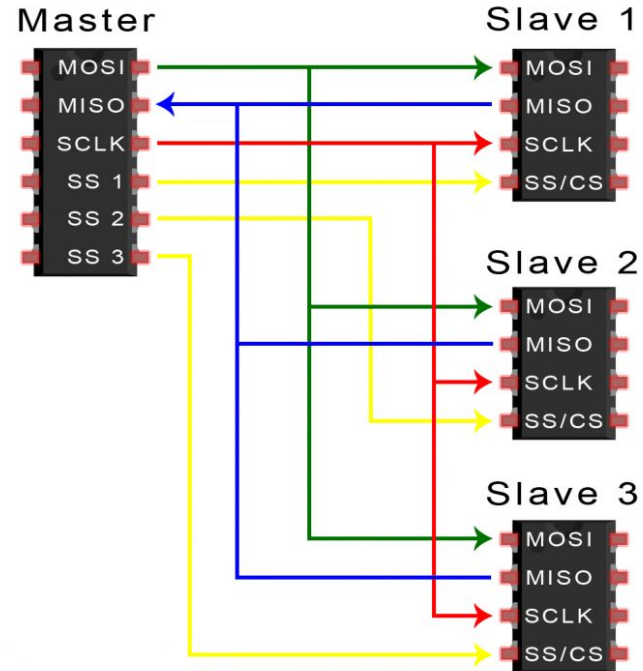 Master
MOSI
MISO
SCLK
SS 1
SS 2
SS 3
Slave 1
MOSI
MISO
SCLK
SS/CS
Slave 2
MOSI
MISO
SCLK
SS/CS
Slave 3
MOSI
MISO
SCLK
SS/CS